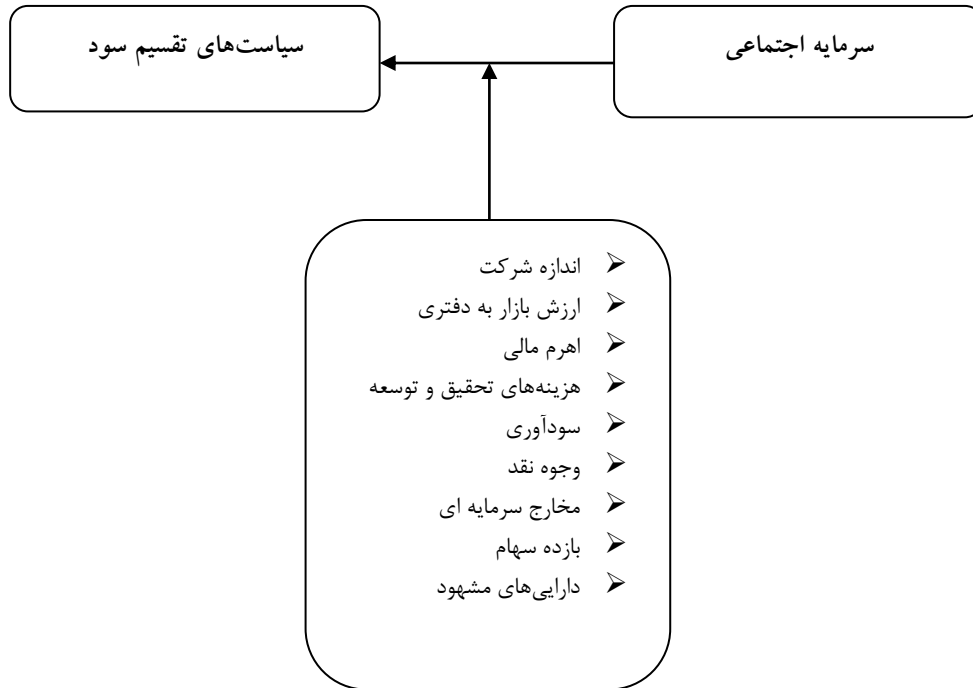 سرمایه اجتماعی
سیاست‌های تقسیم سود
اندازه شرکت
ارزش بازار به دفتری
اهرم مالی
هزینه‌های تحقیق و توسعه
سودآوری
وجوه نقد
مخارج سرمایه ای
بازده سهام
دارایی‌های مشهود